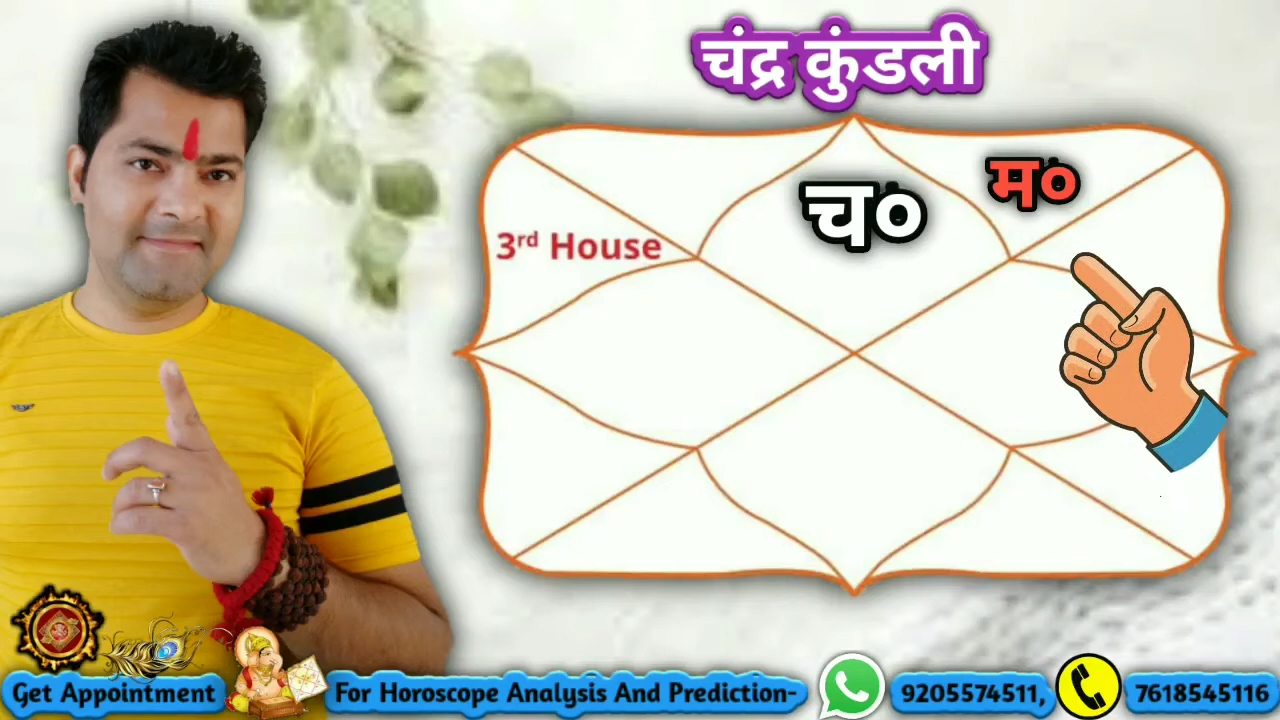 चंद्र कुंडली
च० म०
3rd House
Get Appointment For Horoscope Analysis And Prediction- 9205574511, 7618545116